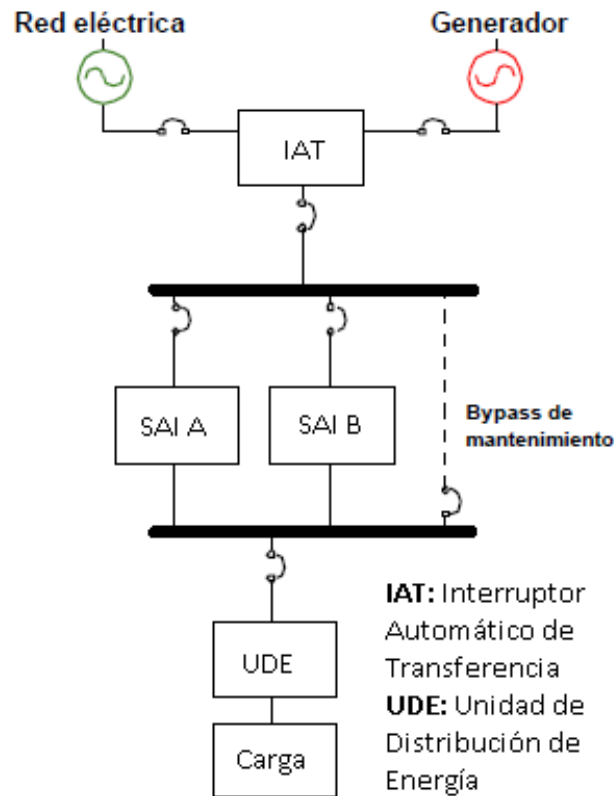 Red eléctrica
Generador
IAT
SAI A
SAI B
Bypass de
mantenimiento
UDE
Carga
IAT: Interruptor
Automático de
Transferencia
UDE: Unidad de
Distribución de
Energía